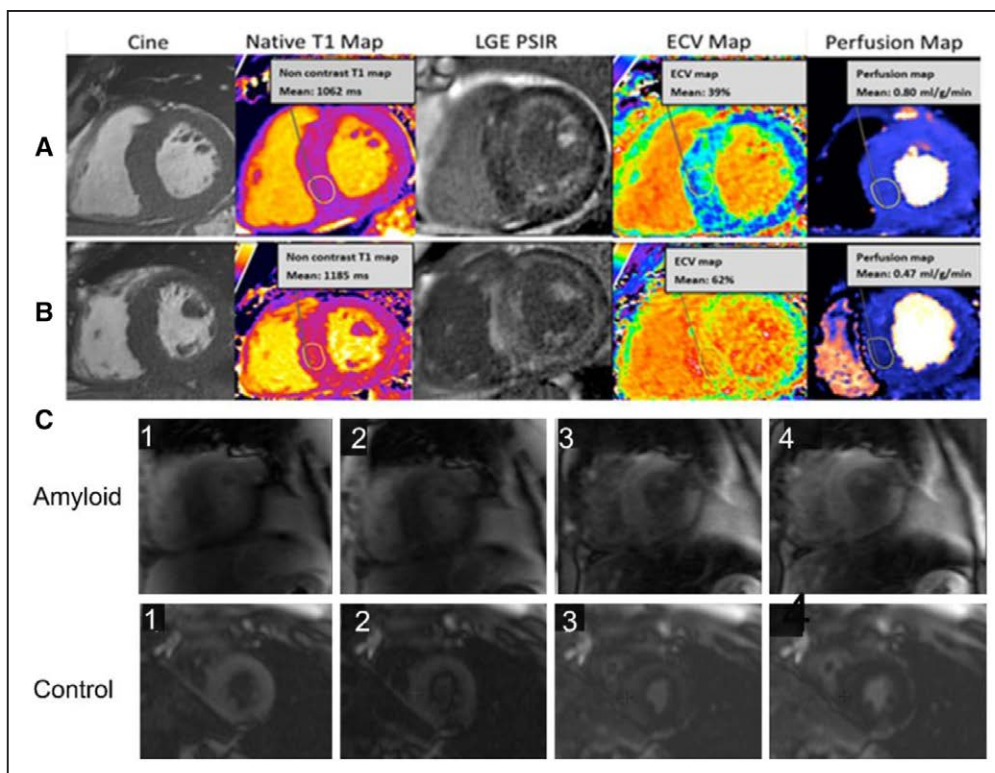 Cine Native T1 Map LGE PSIR ECV Map Perfusion Map
A
Non contrast T1 map
Mean: 1062 ms
ECV map
Mean: 39%
Perfusion map
Mean: 0.80 ml/g/min
B
Non contrast T1 map
Mean: 1185 ms
ECV map
Mean: 62%
Perfusion map
Mean: 0.47 ml/g/min
C
Amyloid
1 2 3 4
Control
1 2 3 4